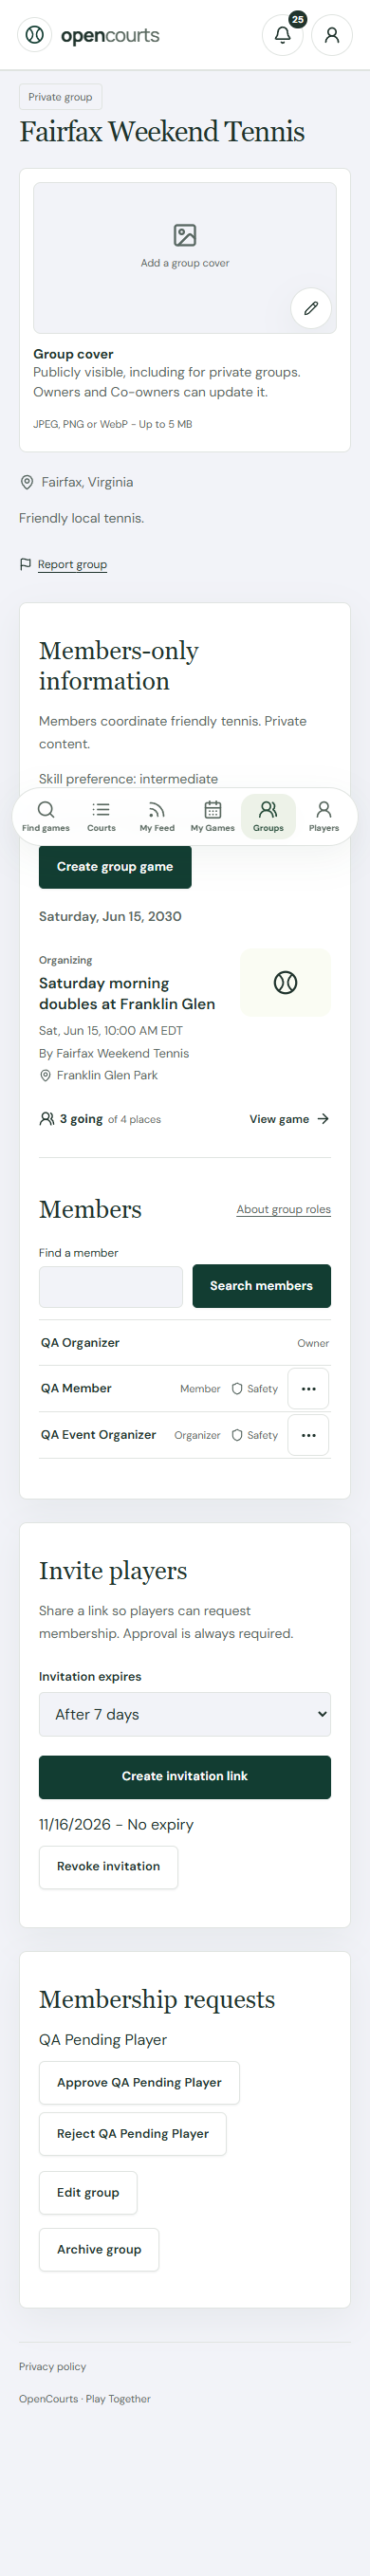 opencourts
25
Private group
Fairfax Weekend Tennis
Add a group cover
Group cover
Publicly visible, including for private groups.
Owners and Co-owners can update it.
JPEG, PNG or WebP - Up to 5 MB
Fairfax, Virginia
Friendly local tennis.
Report group
Members-only
information
Members coordinate friendly tennis. Private
content.
Skill preference: intermediate
Find games
Courts
My Feed
My Games
Groups
Players
Create group game
Saturday, Jun 15, 2030
Organizing
Saturday morning
doubles at Franklin Glen
Sat, Jun 15, 10:00 AM EDT
By Fairfax Weekend Tennis
Franklin Glen Park
3 going of 4 places
View game
Members
About group roles
Find a member
Search members
QA Organizer
Owner
QA Member
Member
Safety
QA Event Organizer
Organizer
Safety
Invite players
Share a link so players can request
membership. Approval is always required.
Invitation expires
After 7 days
Create invitation link
11/16/2026 - No expiry
Revoke invitation
Membership requests
QA Pending Player
Approve QA Pending Player
Reject QA Pending Player
Edit group
Archive group
Privacy policy
OpenCourts · Play Together